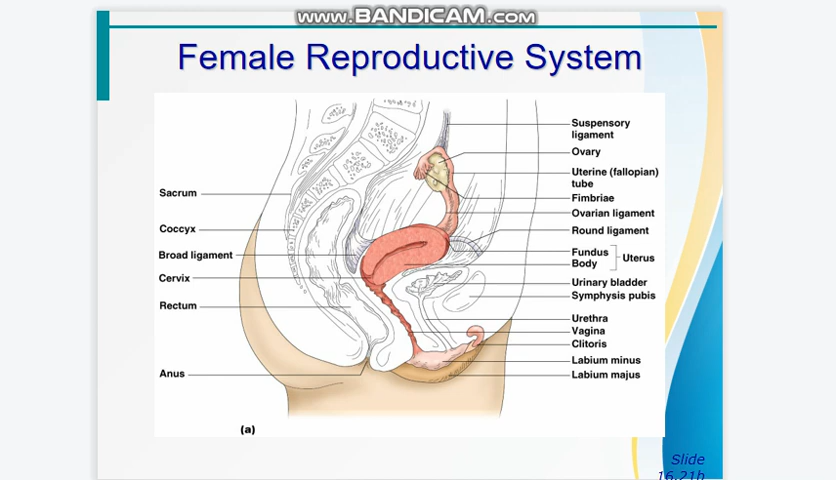 www.BANDICAM.com
Female Reproductive System
Suspensory
ligament
Ovary
Uterine (fallopian)
tube
Fimbriae
Ovarian ligament
Round ligament
Fundus
Body
Uterus
Urinary bladder
Symphysis pubis
Urethra
Vagina
Clitoris
Labium minus
Labium majus
Sacrum
Coccyx
Broad ligament
Cervix
Rectum
Anus
(a)
Slide
16.21b